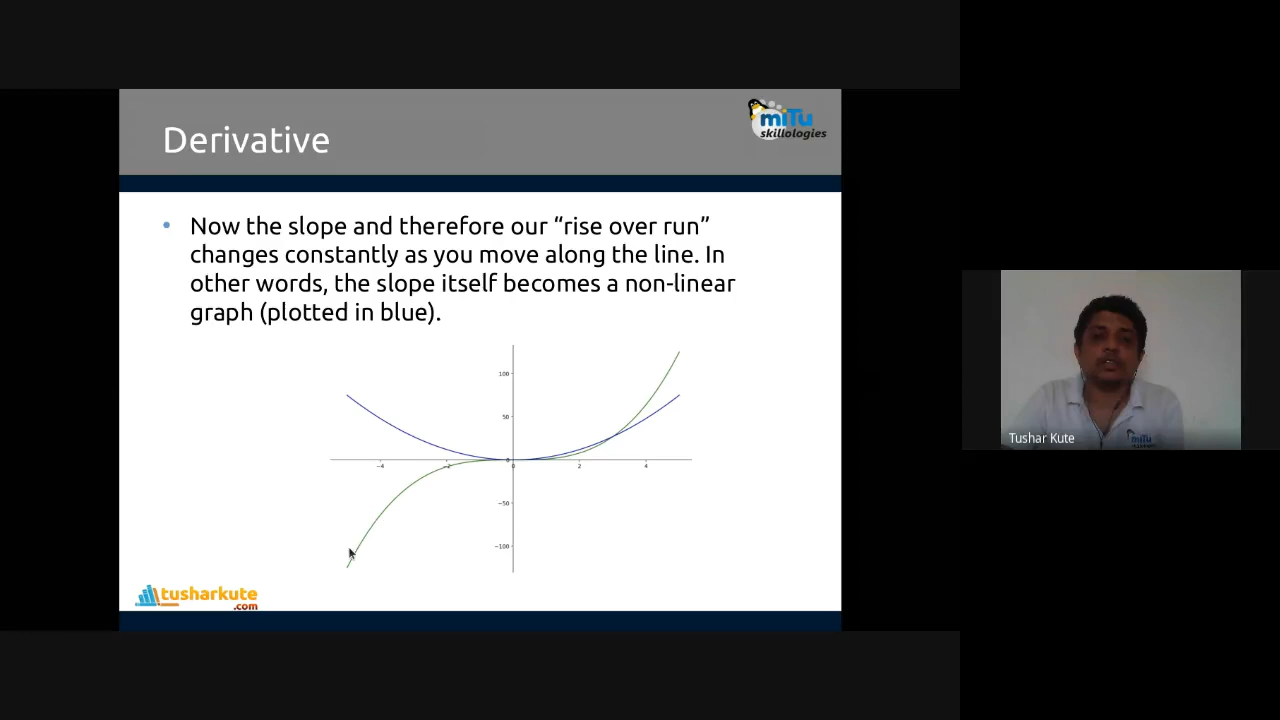 Derivative
miTu
skillologies
• Now the slope and therefore our “rise over run”
changes constantly as you move along the line. In
other words, the slope itself becomes a non-linear
graph (plotted in blue).
100
50
0
−4
−2
0
2
4
−50
−100
tusharkute
.com
miTu
Tushar Kute